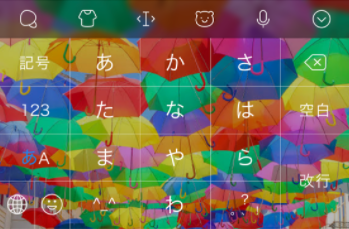 記号 あ か さ
123 た な は 空白
あA ま や ら
改行
^_^ わ 、。?!